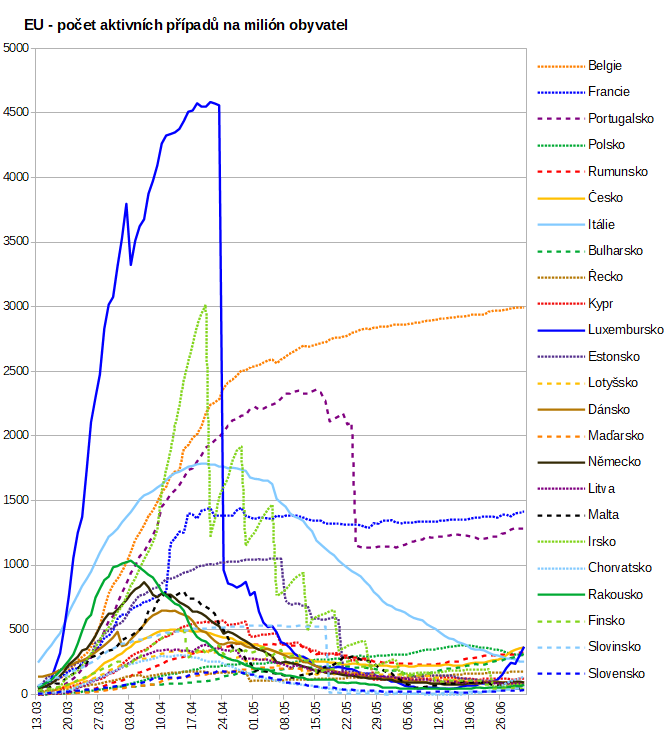 EU - počet aktivních případů na milión obyvatel
5000
4500
4000
3500
3000
2500
2000
1500
1000
500
0
13.03
20.03
27.03
03.04
10.04
17.04
24.04
01.05
08.05
15.05
22.05
29.05
05.06
12.06
19.06
26.06
Belgie
Francie
Portugalsko
Polsko
Rumunsko
Česko
Itálie
Bulharsko
Řecko
Kypr
Luxembursko
Estonsko
Lotyšsko
Dánsko
Maďarsko
Německo
Litva
Malta
Irsko
Chorvatsko
Rakousko
Finsko
Slovinsko
Slovensko